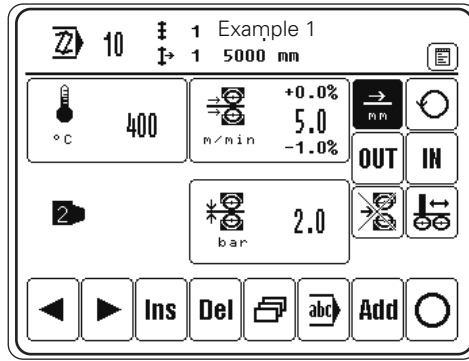 10 1 Example 1
1 5000 mm
°C 400
m/min +0.0% 5.0 -1.0%
mm
OUT IN
2
bar 2.0
Ins Del abc Add